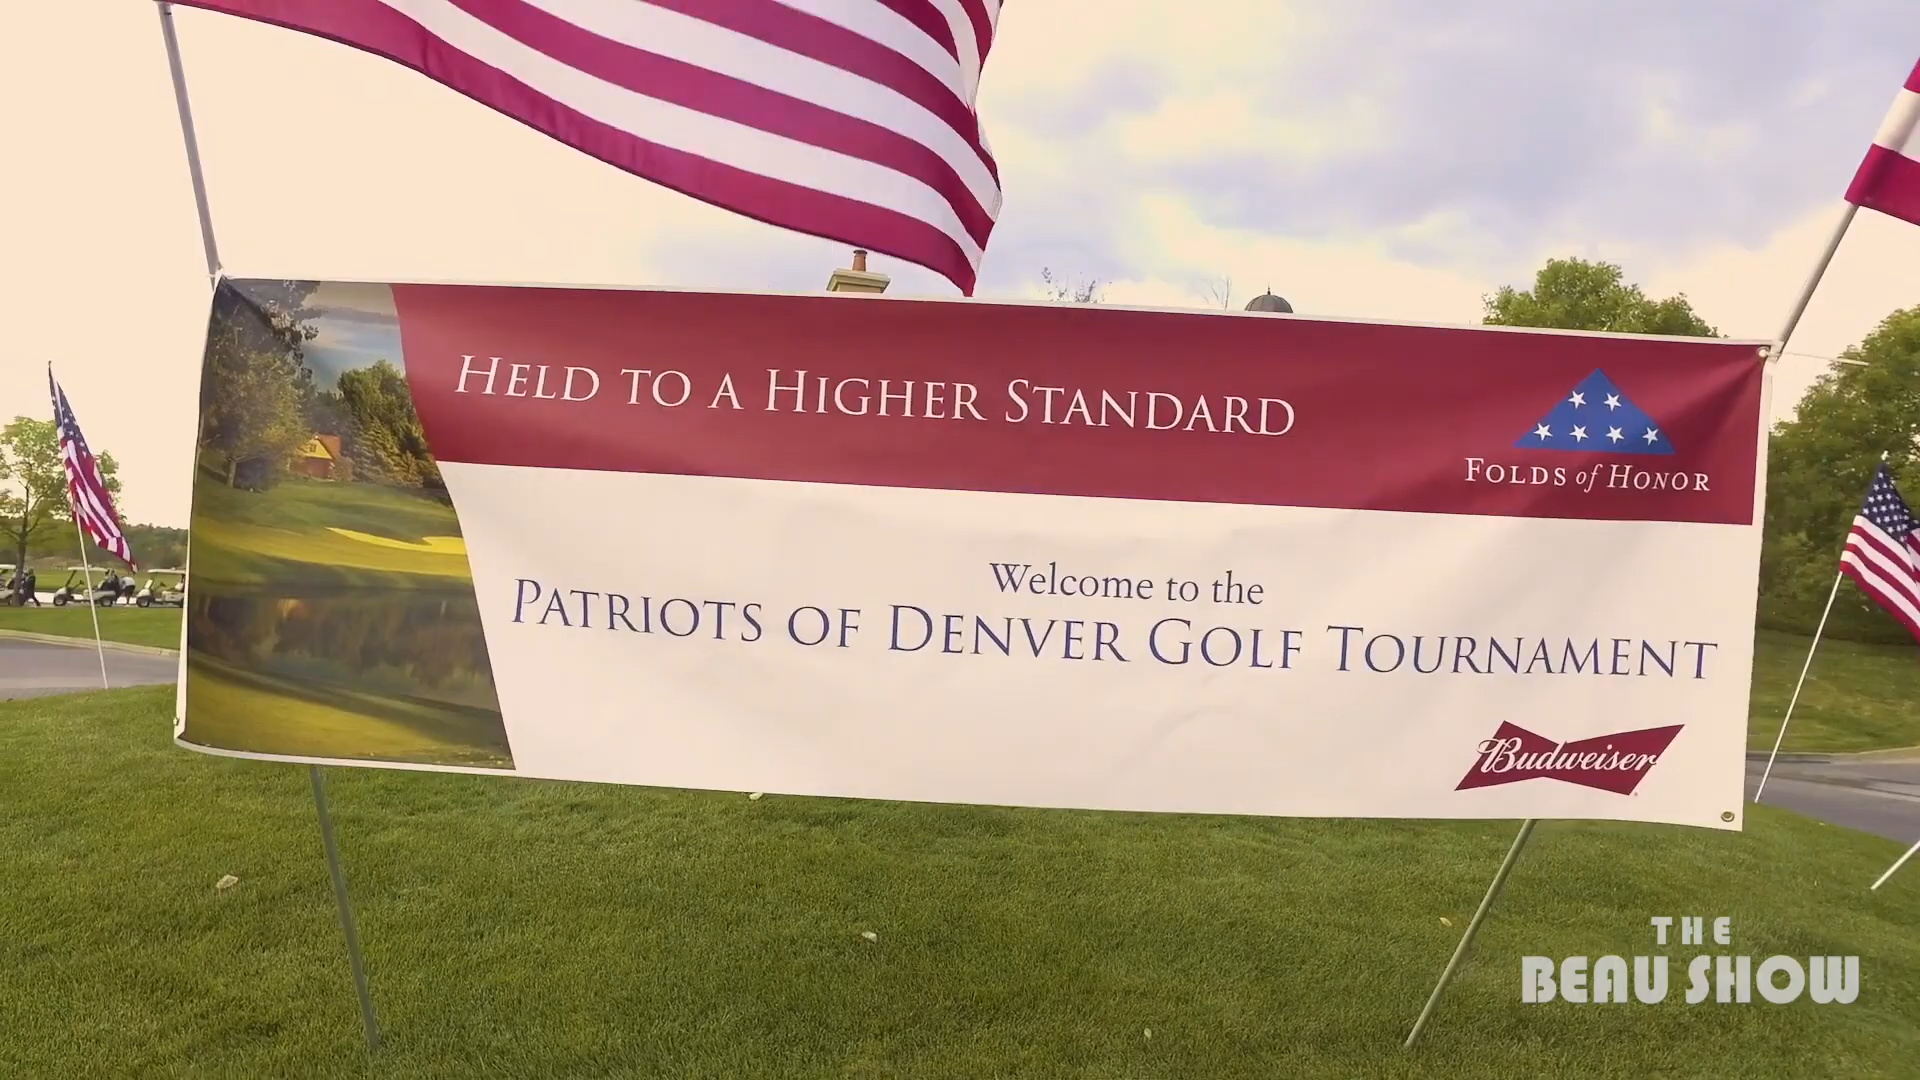 HELD TO A HIGHER STANDARD
FOLDS of HONOR
Welcome to the
PATRIOTS OF DENVER GOLF TOURNAMENT
Budweiser
THE
BEAU SHOW